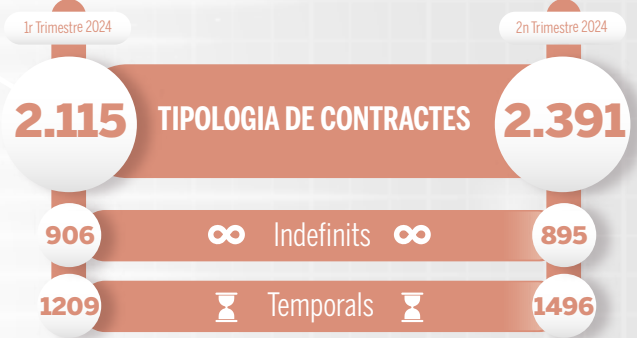 1r Trimestre 2024
2n Trimestre 2024
2.115 TIPOLOGIA DE CONTRACTES 2.391
906 Indefinits 895
1209 Temporals 1496